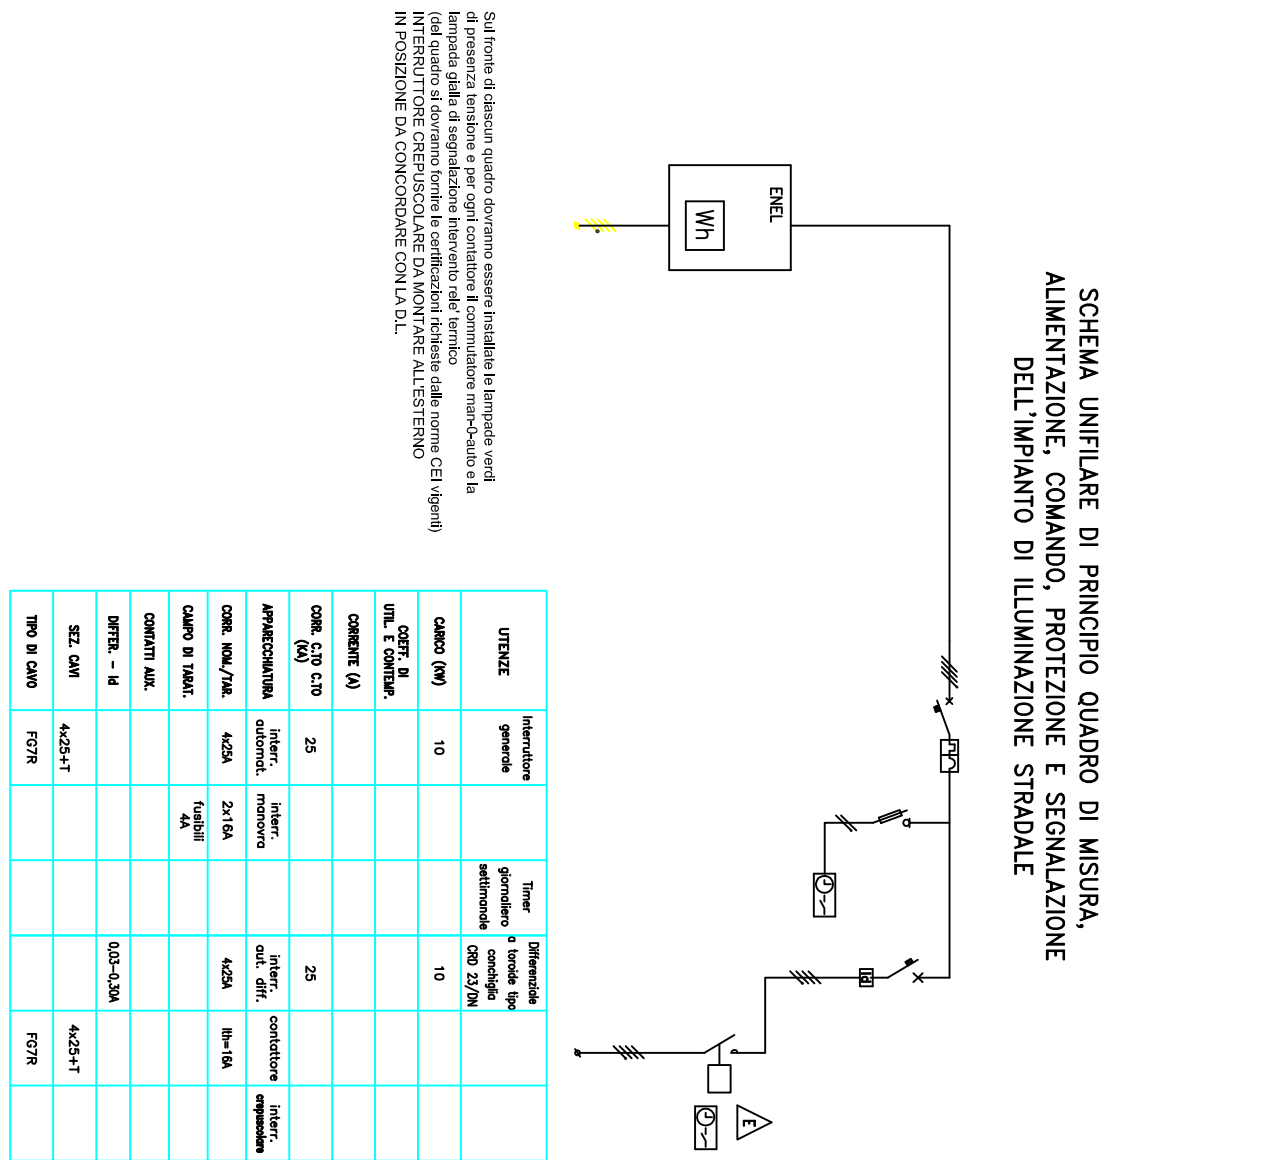 SCHEMA UNIFILARE DI PRINCIPIO QUADRO DI MISURA,
ALIMENTAZIONE, COMANDO, PROTEZIONE E SEGNALAZIONE
DELL'IMPIANTO DI ILLUMINAZIONE STRADALE
ENEL
Wh
Id
E
Sul fronte di ciascun quadro dovranno essere installate le lampade verdi
di presenza tensione e per ogni contattore il commutatore man-0-auto e la
lampada gialla di segnalazione intervento rele' termico
(del quadro si dovranno fornire le certificazioni richieste dalle norme CEI vigenti)
INTERRUTTORE CREPUSCOLARE DA MONTARE ALL'ESTERNO
IN POSIZIONE DA CONCORDARE CON LA D.L.
UTENZE
Interruttore
generale
Timer
giornaliero
settimanale
Differenziale
a toroide tipo
conchiglia
CRD 23/DN
CARICO (KW)
10
10
COEFF. DI
UTIL. E CONTEMP.
CORRENTE (A)
CORR. C.TO C.TO
(KA)
25
25
APPARECCHIATURA
interr.
automat.
interr.
manovra
interr.
aut. diff.
contattore
interr.
crepuscolare
CORR. NOM./TAR.
4x25A
2x16A
4x25A
Ith=16A
CAMPO DI TARAT.
fusibili
4A
CONTATTI AUX.
DIFFER. - Id
0,03-0,30A
SEZ. CAVI
4x25+T
4x25+T
TIPO DI CAVO
FG7R
FG7R